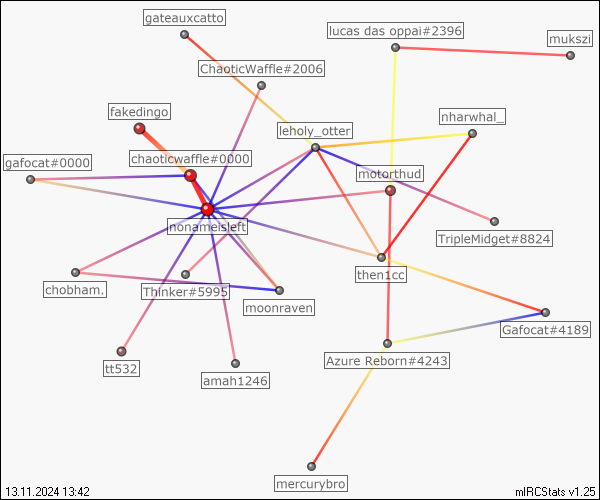 gateauxcatto
lucas das oppai#2396
mukszi
ChaoticWaffle#2006
fakedingo
nharwhal_
leholy_otter
chaoticwaffle#0000
gafocat#0000
motorthud
nonameisleft
TripleMidget#8824
then1cc
chobham.
Thinker#5995
moonraven
Gafocat#4189
tt532
Azure Reborn#4243
amah1246
mercurybro
13.11.2024 13:42
mIRCStats v1.25